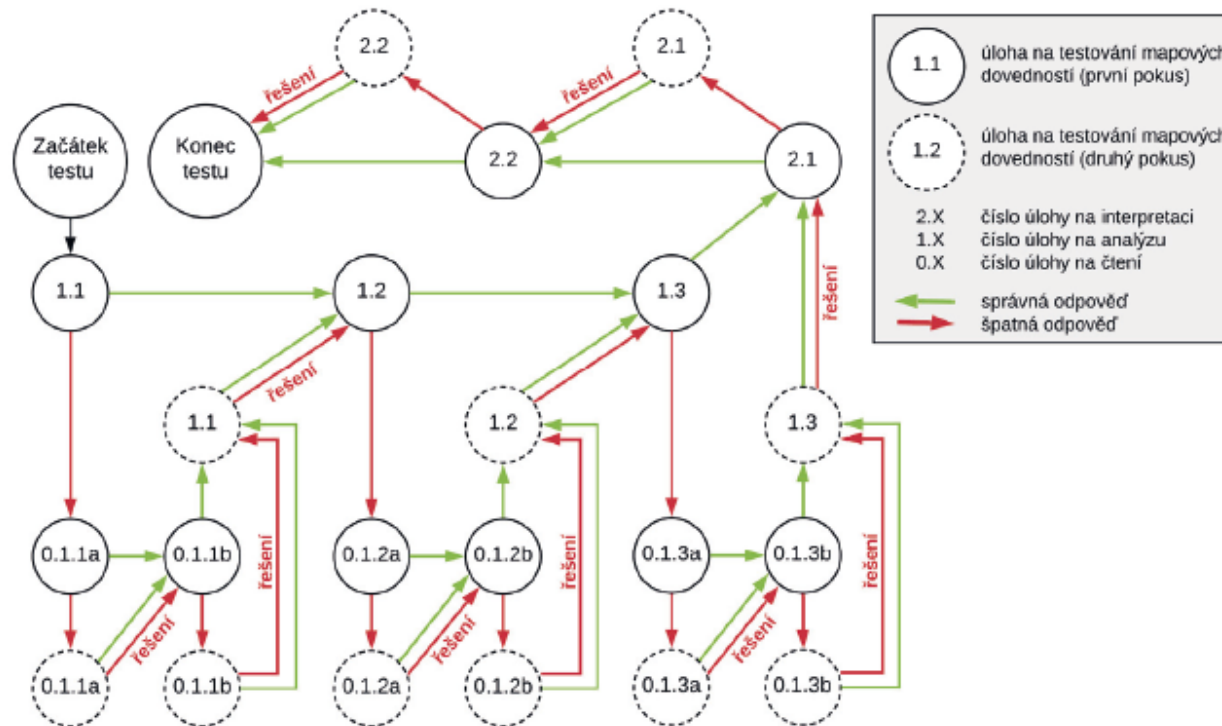 2.2
2.1
řešení
řešení
Začátek
testu
Konec
testu
2.2
2.1
1.1
1.2
1.3
řešení
řešení
řešení
1.1
1.2
1.3
0.1.1a
0.1.1b
řešení
0.1.2a
0.1.2b
řešení
0.1.3a
0.1.3b
řešení
řešení
řešení
řešení
0.1.1a
0.1.1b
0.1.2a
0.1.2b
0.1.3a
0.1.3b
1.1
úloha na testování mapových
dovedností (první pokus)
1.2
úloha na testování mapových
dovedností (druhý pokus)
2.X číslo úlohy na interpretaci
1.X číslo úlohy na analýzu
0.X číslo úlohy na čtení
správná odpověď
špatná odpověď